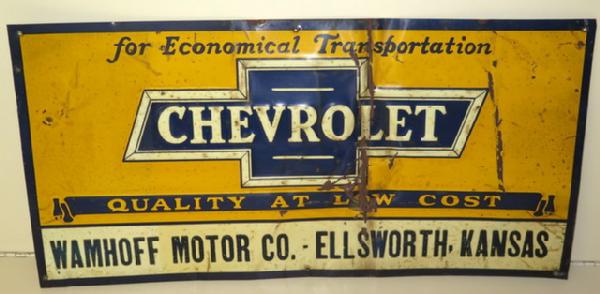 for Economical Transportation
CHEVROLET
QUALITY AT LOW COST
WAMHOFF MOTOR CO. - ELLSWORTH, KANSAS